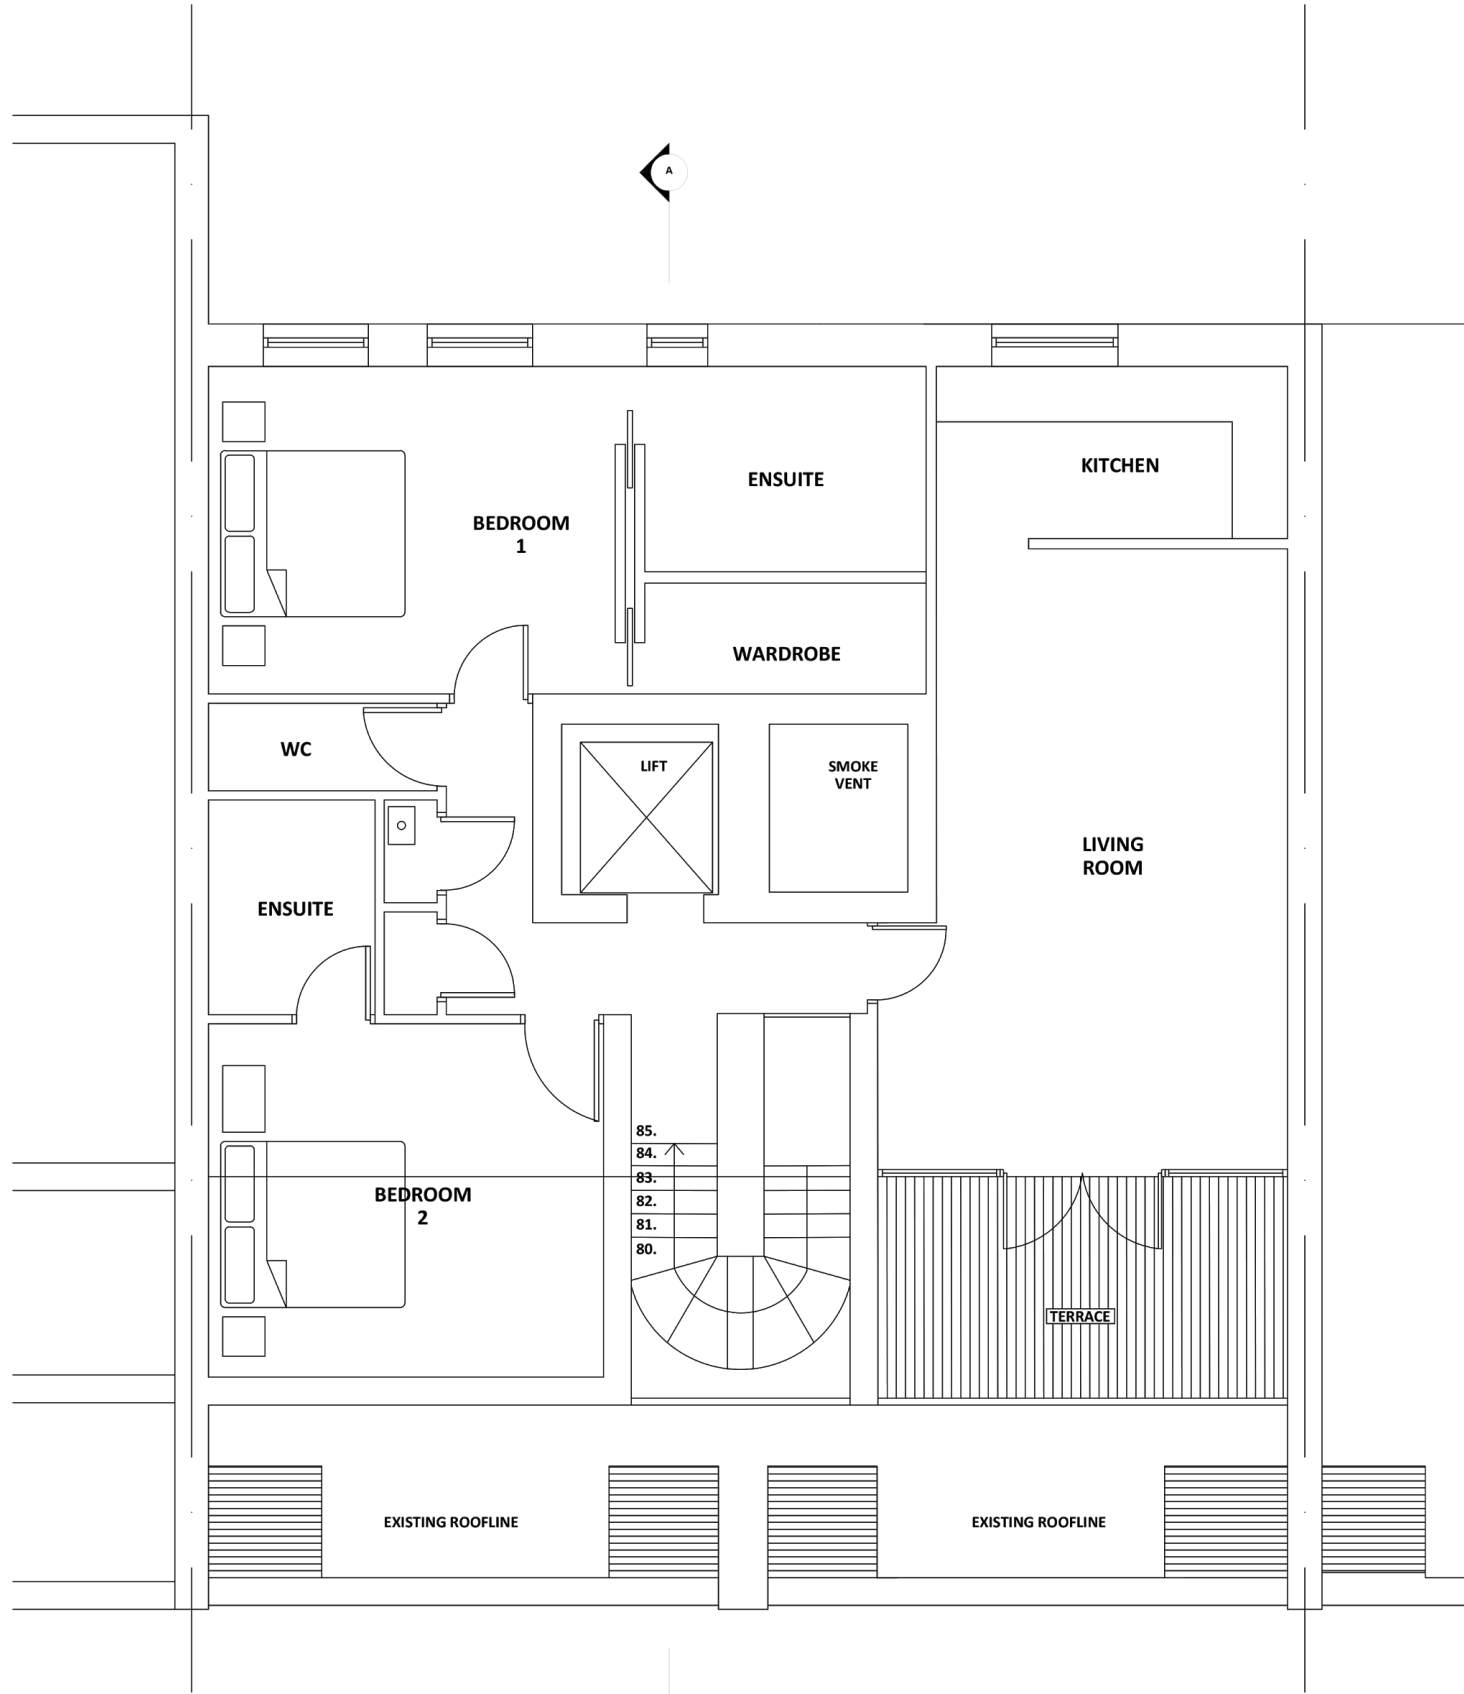 A
ENSUITE
KITCHEN
BEDROOM
1
WARDROBE
WC
LIFT
SMOKE
VENT
LIVING
ROOM
ENSUITE
85.
84.
83.
82.
81.
80.
BEDROOM
2
TERRACE
EXISTING ROOFLINE
EXISTING ROOFLINE